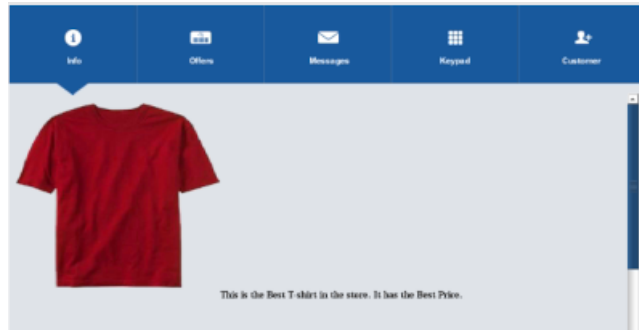 Info
Offers
Messages
Keypad
Customer
This is the Best T-shirt in the store. It has the Best Price.